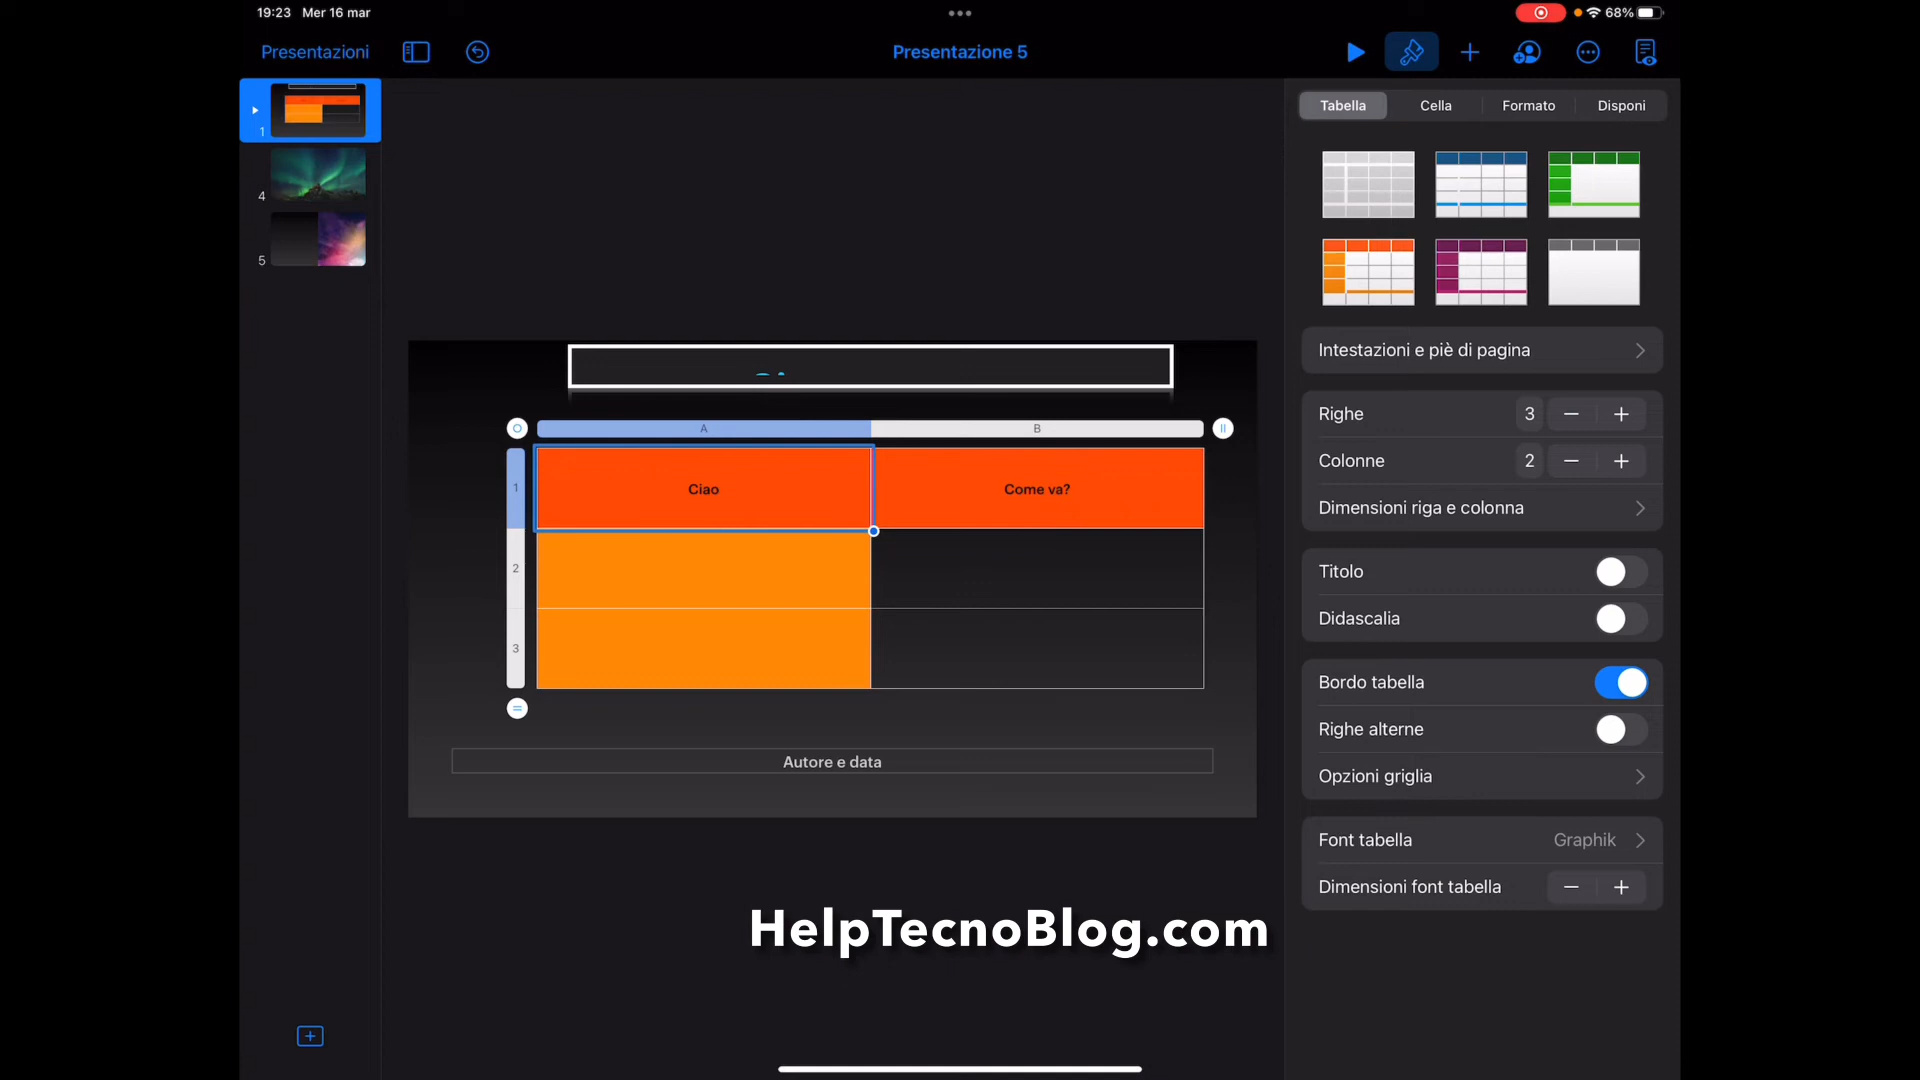 19:23 Mer 16 mar
68%
Presentazioni
Presentazione 5
Tabella Cella Formato Disponi
1
4
5
Intestazioni e piè di pagina
Righe 3
Colonne 2
Dimensioni riga e colonna
Titolo
Didascalia
Bordo tabella
Righe alterne
Opzioni griglia
Font tabella Graphik
Dimensioni font tabella
A B
1 Ciao Come va?
2
3
Autore e data
HelpTecnoBlog.com